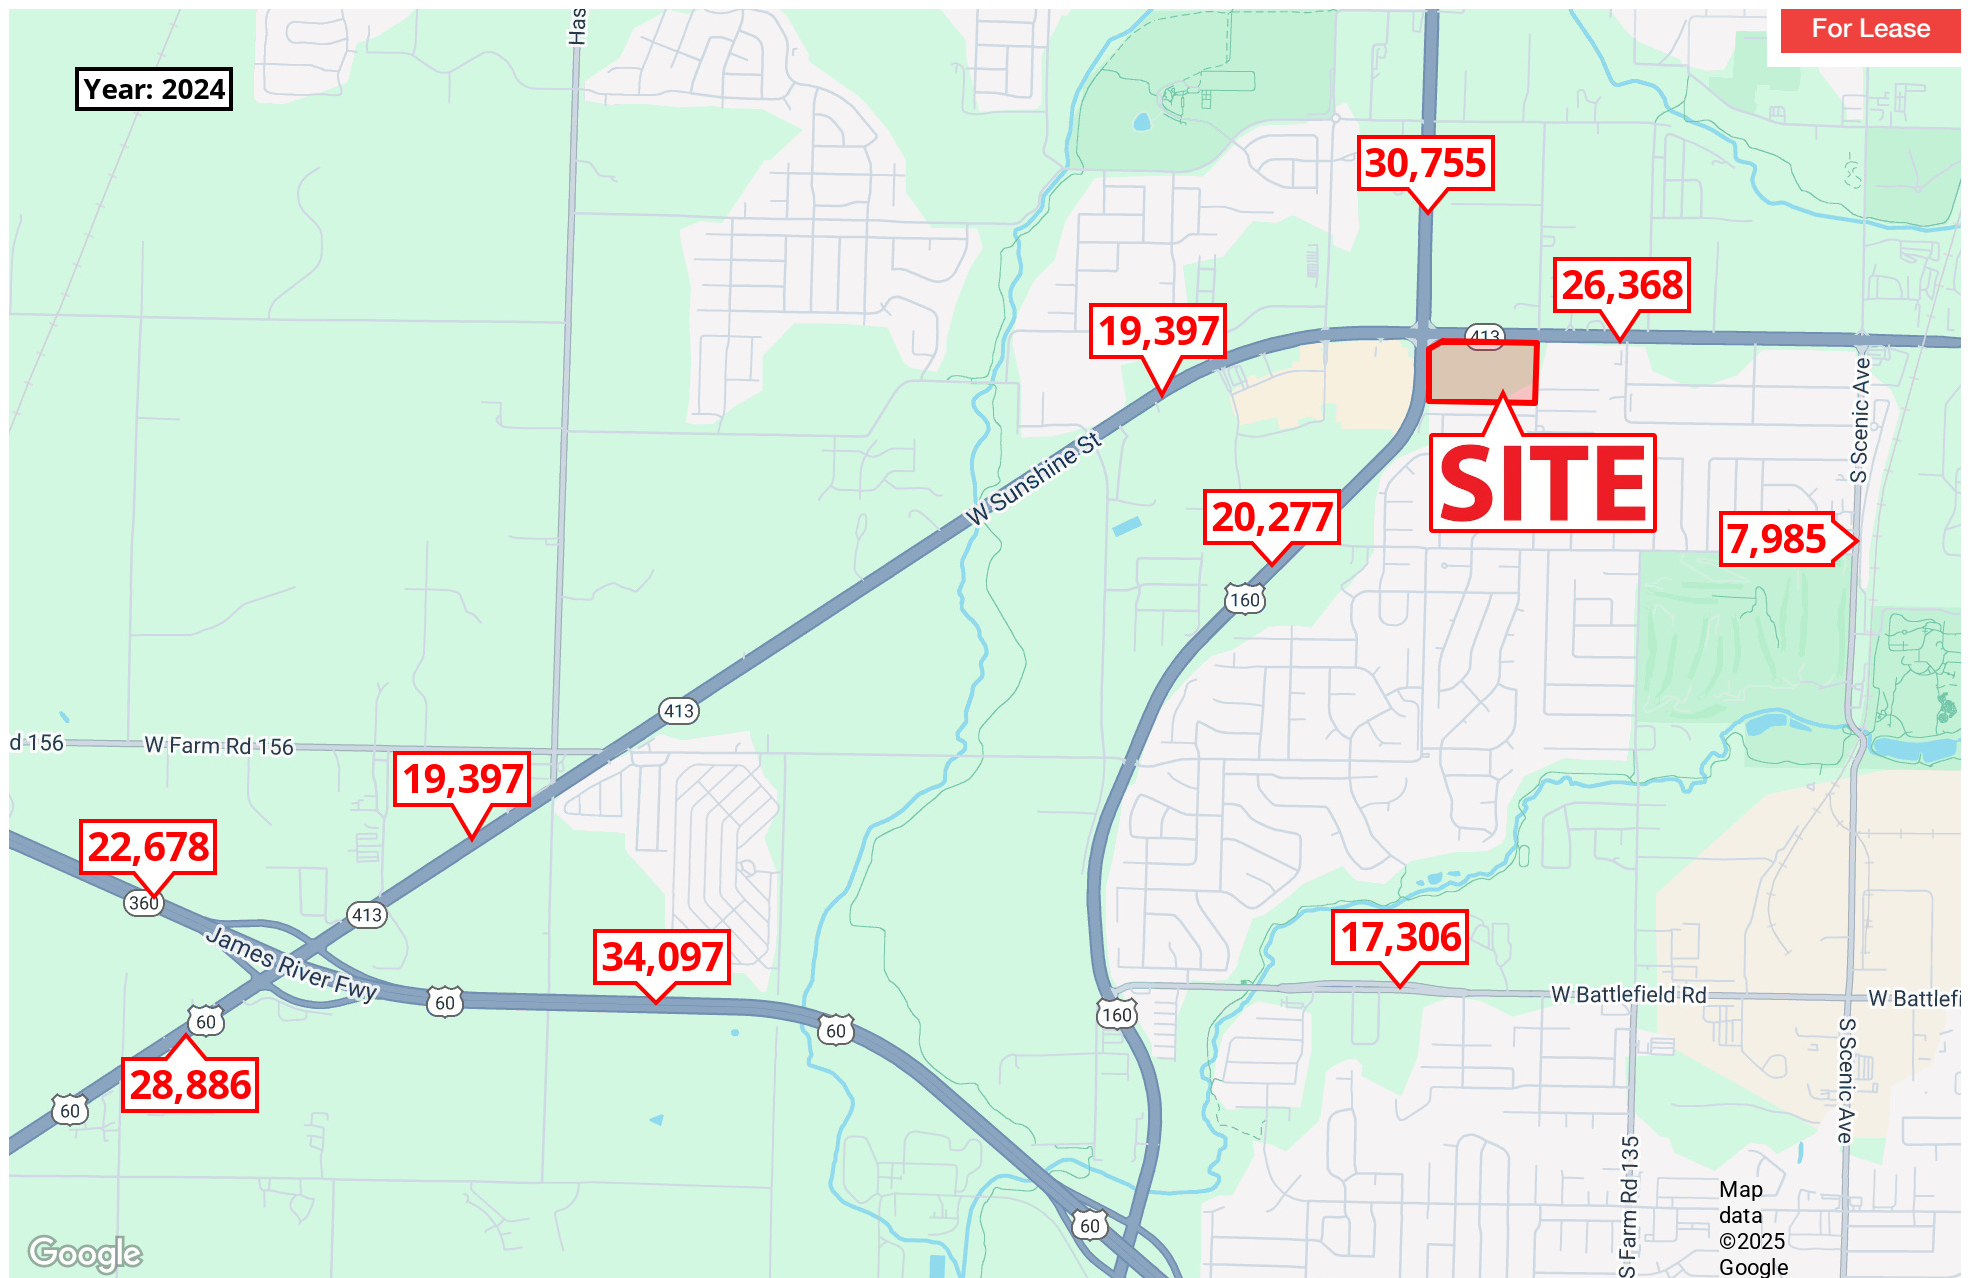 For Lease
Has
Year: 2024
30,755
26,368
19,397
413
S Scenic Ave
W Sunshine St
SITE
20,277
7,985
160
413
d 156
W Farm Rd 156
19,397
22,678
360
413
James River Fwy
34,097
17,306
60
60
60
160
W Battlefield Rd
W Battlefi
28,886
60
S Scenic Ave
S Farm Rd 135
60
Google
Map
data
©2025
Google